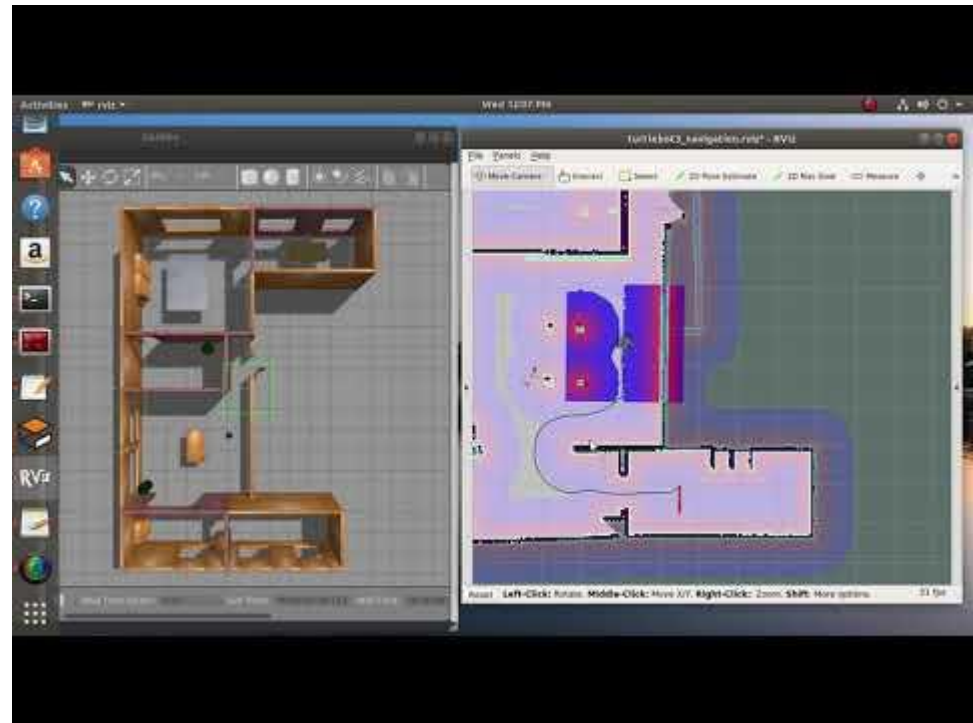 Activities
rviz
Wed 12:07 PM
turtlebot3_navigation.rviz* - RViz
File Panels Help
Move Camera Interact Select 2D Pose Estimate 2D Nav Goal Measure
a
RViz
st
Reset Left-Click: Rotate. Middle-Click: Move X/Y. Right-Click: Zoom. Shift: More options.
31 fps